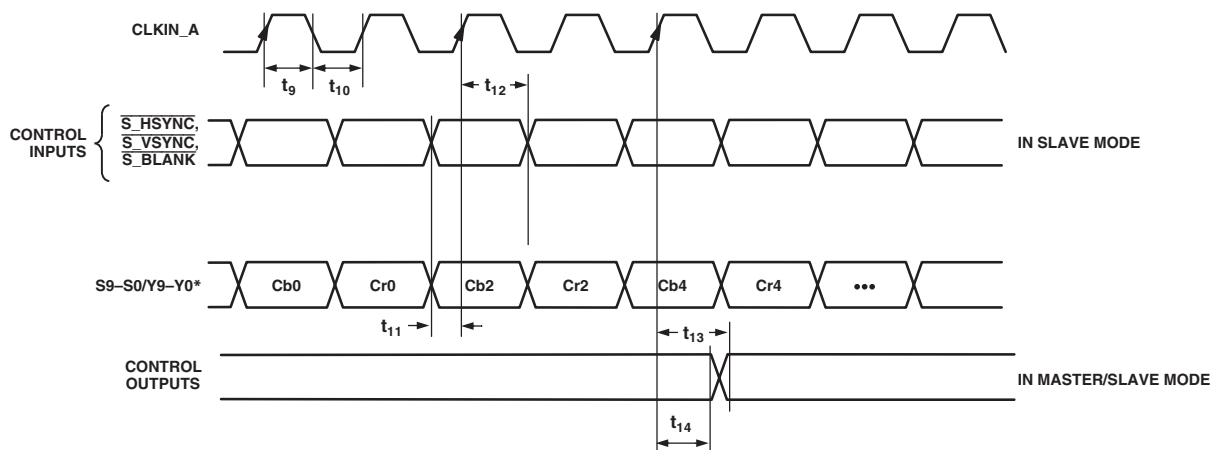 CLKIN_A
t9
t10
t12
CONTROL
INPUTS
S_HSYNC,
S_VSYNC,
S_BLANK
IN SLAVE MODE
S9–S0/Y9–Y0*
Cb0
Cr0
Cb2
Cr2
Cb4
Cr4
•••
t11
t13
CONTROL
OUTPUTS
IN MASTER/SLAVE MODE
t14